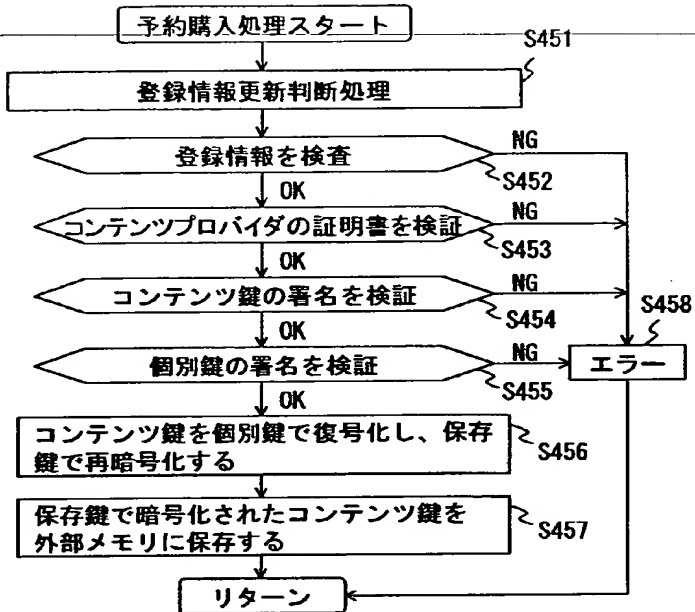 予約購入処理スタート
S451
登録情報更新判断処理
登録情報を検査
NG
S452
OK
コンテンツプロバイダの証明書を検証
NG
S453
OK
コンテンツ鍵の署名を検証
NG
S454
S458
OK
個別鍵の署名を検証
NG
エラー
S455
OK
コンテンツ鍵を個別鍵で復号化し、保存
鍵で再暗号化する
S456
保存鍵で暗号化されたコンテンツ鍵を
外部メモリに保存する
S457
リターン